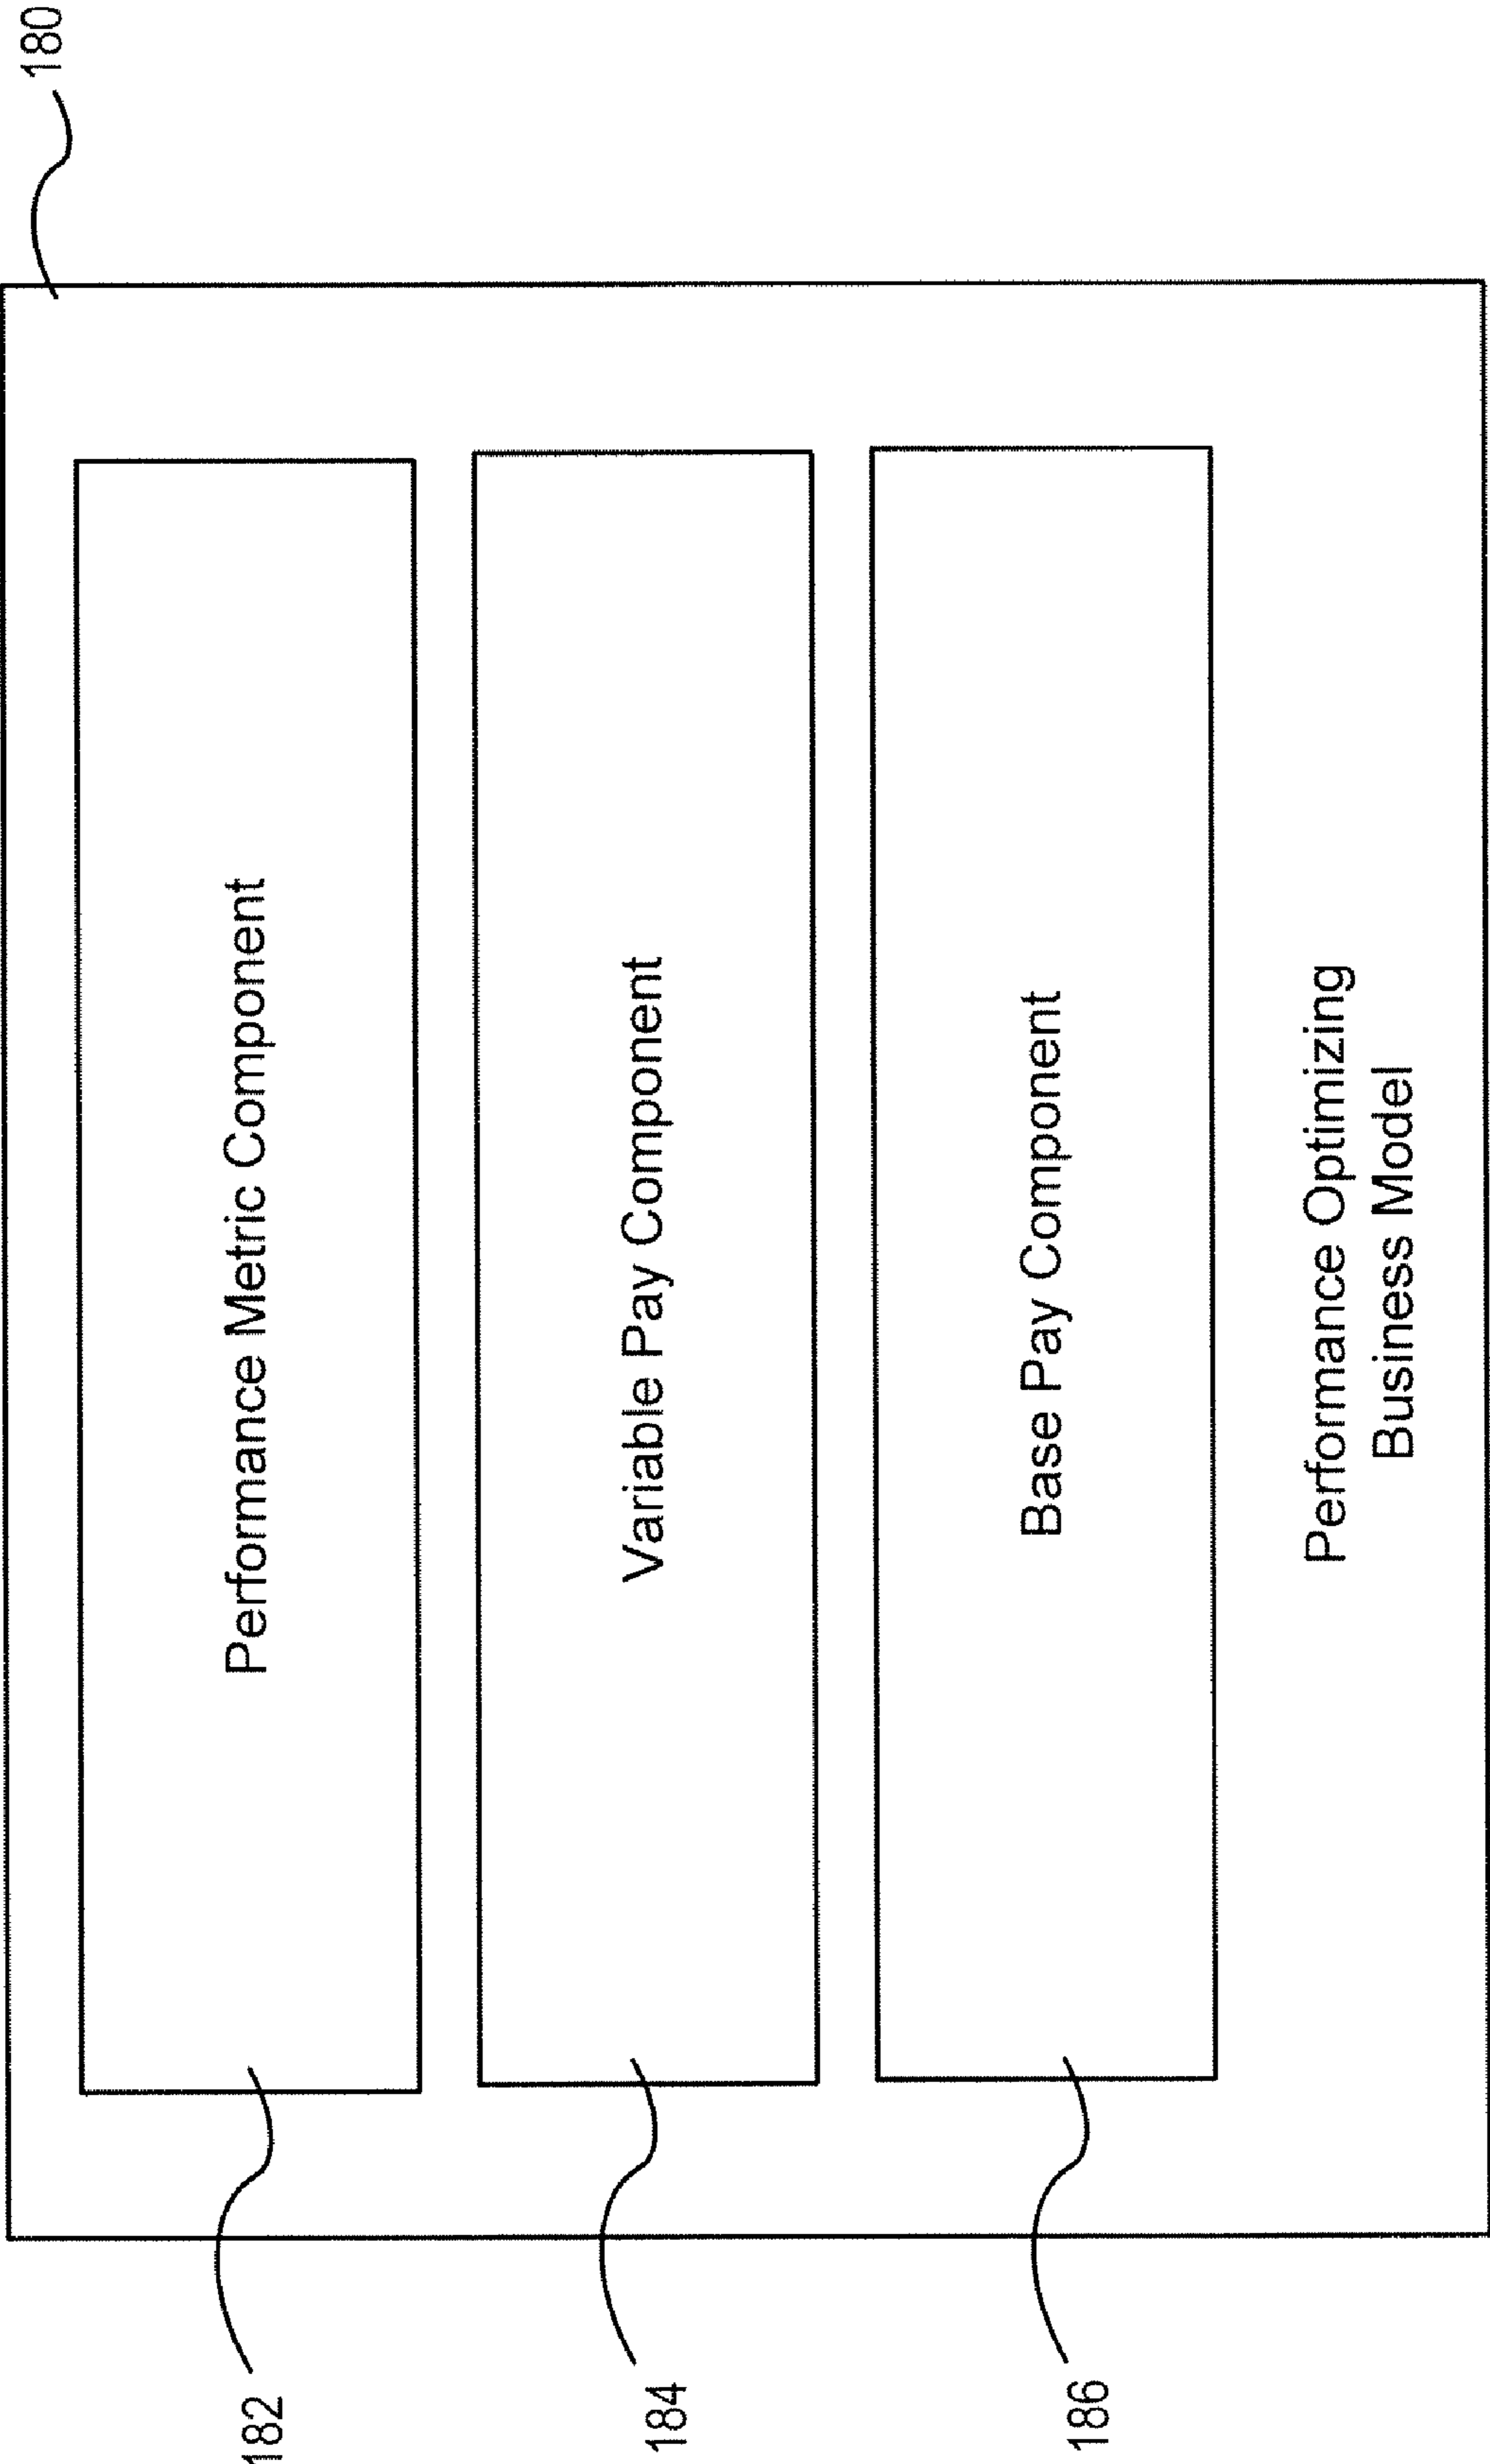 180
182
Performance Metric Component
184
Variable Pay Component
186
Base Pay Component
Performance Optimizing
Business Model